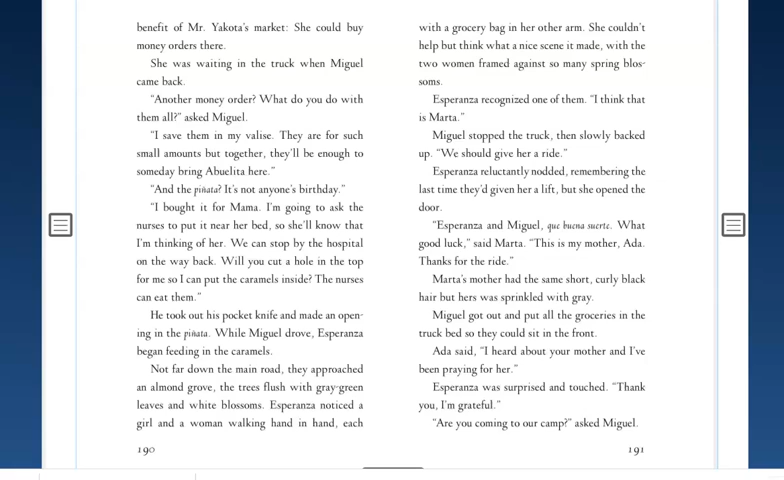 benefit of Mr. Yakota's market: She could buy
money orders there.
She was waiting in the truck when Miguel
came back.
"Another money order? What do you do with
them all?" asked Miguel.
"I save them in my valise. They are for such
small amounts but together, they'll be enough to
someday bring Abuelita here."
"And the piñata? It's not anyone's birthday."
"I bought it for Mama. I'm going to ask the
nurses to put it near her bed, so she'll know that
I'm thinking of her. We can stop by the hospital
on the way back. Will you cut a hole in the top
for me so I can put the caramels inside? The nurses
can eat them."
He took out his pocket knife and made an open-
ing in the piñata. While Miguel drove, Esperanza
began feeding in the caramels.
Not far down the main road, they approached
an almond grove, the trees flush with gray-green
leaves and white blossoms. Esperanza noticed a
girl and a woman walking hand in hand, each
190
with a grocery bag in her other arm. She couldn't
help but think what a nice scene it made, with the
two women framed against so many spring blos-
soms.
Esperanza recognized one of them. "I think that
is Marta."
Miguel stopped the truck, then slowly backed
up. "We should give her a ride."
Esperanza reluctantly nodded, remembering the
last time they'd given her a lift, but she opened the
door.
"Esperanza and Miguel, que buena suerte. What
good luck," said Marta. "This is my mother, Ada.
Thanks for the ride."
Marta's mother had the same short, curly black
hair but hers was sprinkled with gray.
Miguel got out and put all the groceries in the
truck bed so they could sit in the front.
Ada said, "I heard about your mother and I've
been praying for her."
Esperanza was surprised and touched. "Thank
you, I'm grateful."
"Are you coming to our camp?" asked Miguel.
191